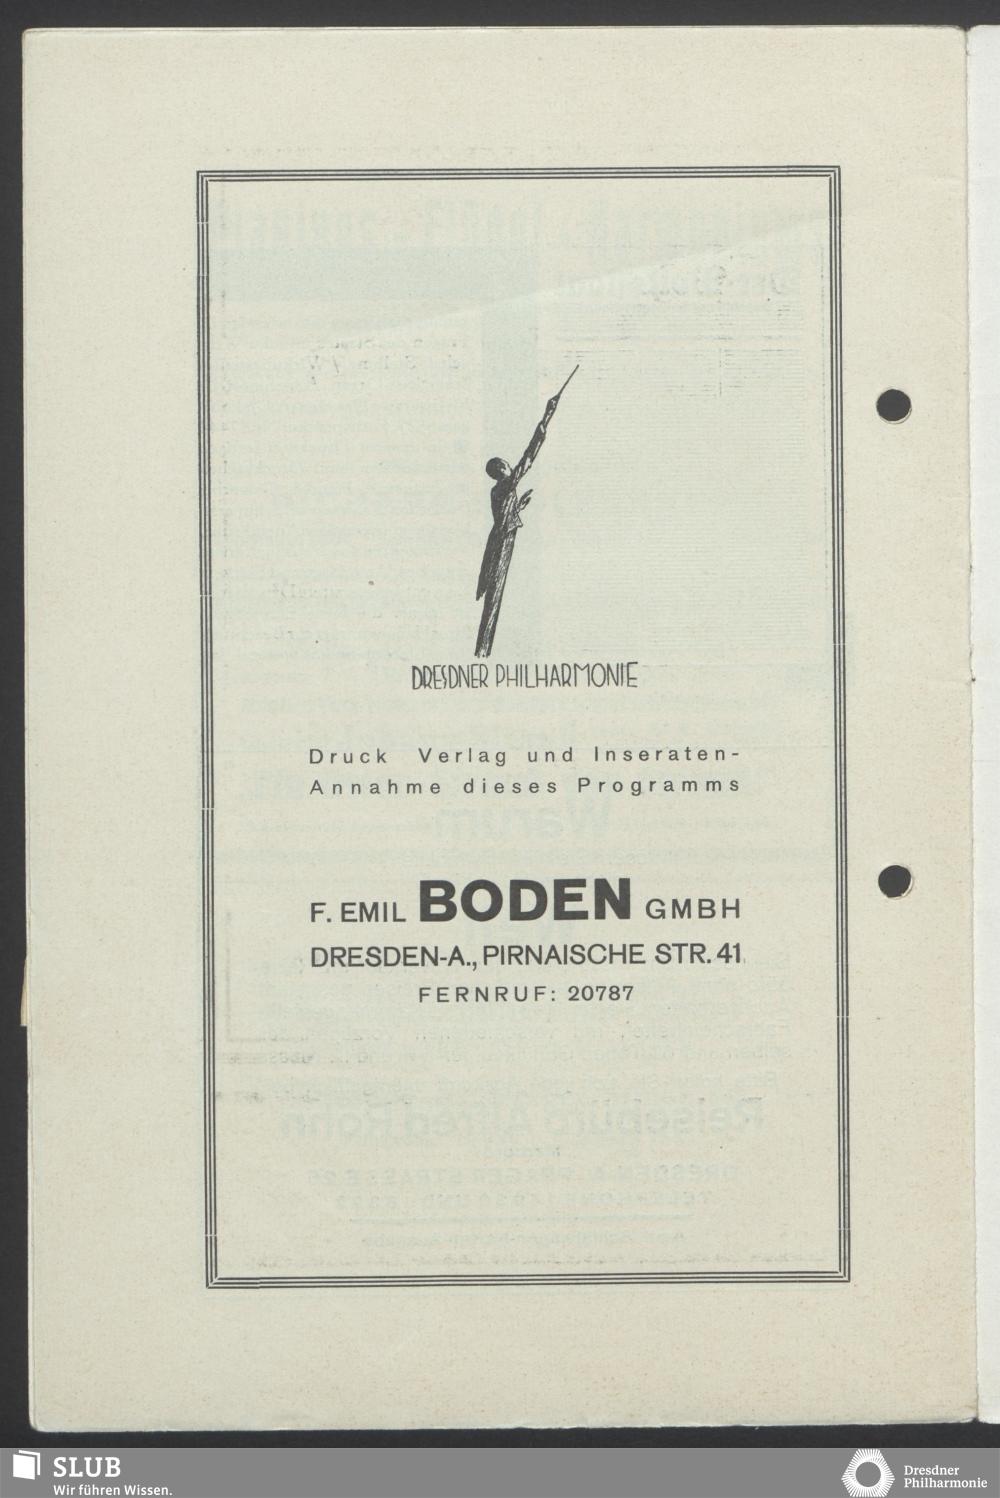 DRESDNER PHILHARMONIE
Druck Verlag und Inseraten-
Annahme dieses Programms
F. EMIL BODEN GMBH
DRESDEN-A., PIRNAISCHE STR. 41
FERNRUF: 20787
SLUB
Wir führen Wissen.
Dresdner
Philharmonie